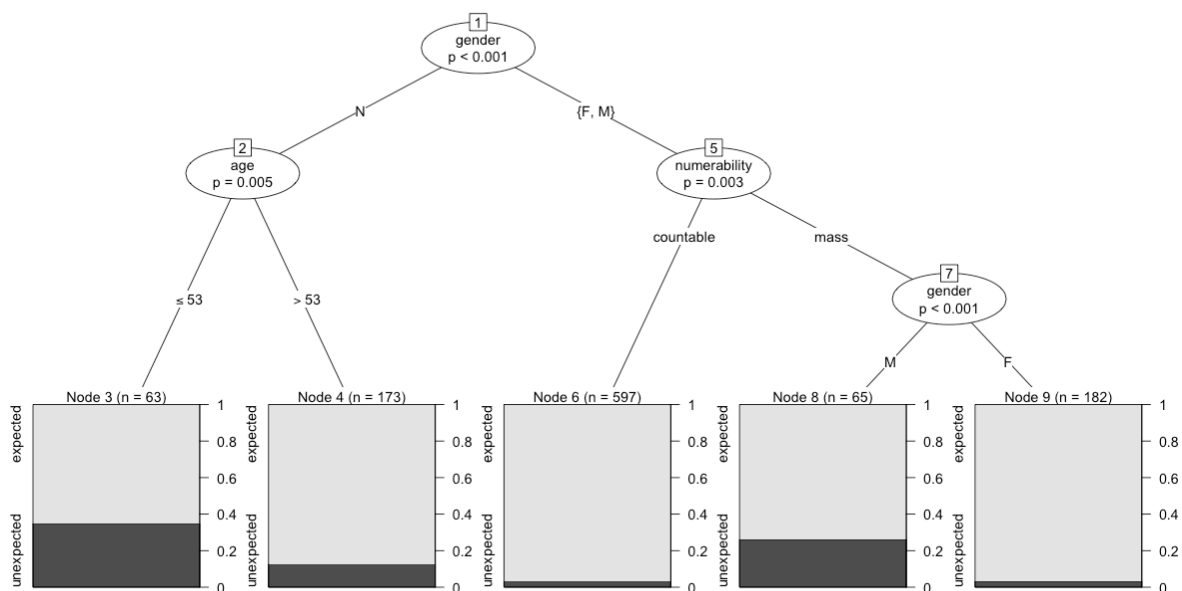 1
gender
p < 0.001
N
{F, M}
2
age
p = 0.005
5
numerability
p = 0.003
countable
mass
7
gender
p < 0.001
≤ 53
> 53
M
F
Node 3 (n = 63)
unexpected
expected
1
0.8
0.6
0.4
0.2
0
Node 4 (n = 173)
unexpected
expected
1
0.8
0.6
0.4
0.2
0
Node 6 (n = 597)
unexpected
expected
1
0.8
0.6
0.4
0.2
0
Node 8 (n = 65)
unexpected
expected
1
0.8
0.6
0.4
0.2
0
Node 9 (n = 182)
unexpected
expected
1
0.8
0.6
0.4
0.2
0